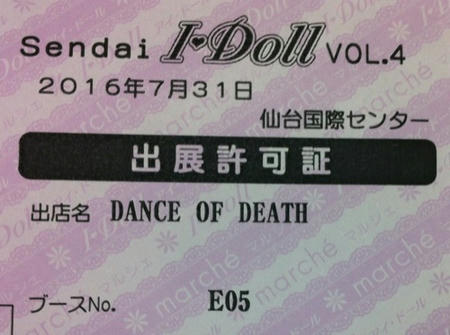 Sendai I♥Doll VOL.4
2016年7月31日
仙台国際センター
出展許可証
出店名 DANCE OF DEATH
ブースNo. E05